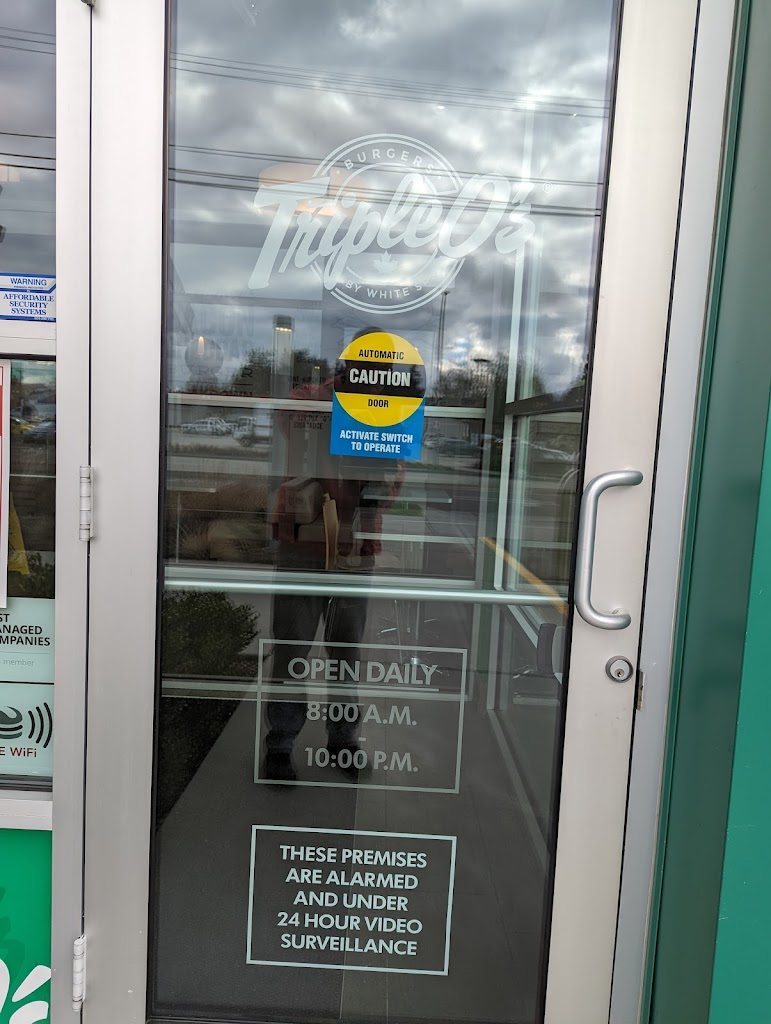 BURGERS
Triple O's
BY WHITE S
WARNING
AFFORDABLE
SECURITY
SYSTEMS
AUTOMATIC
CAUTION
DOOR
ACTIVATE SWITCH
TO OPERATE
ST
ANAGED
MPANIES
member
E WiFi
OPEN DAILY
8:00 A.M.
-
10:00 P.M.
THESE PREMISES
ARE ALARMED
AND UNDER
24 HOUR VIDEO
SURVEILLANCE